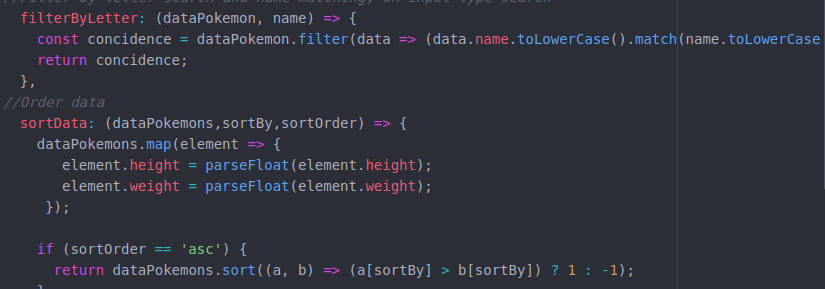 //Filter by letter search and name matching, on input type search
filterByLetter: (dataPokemon, name) => {
const concidence = dataPokemon.filter(data => (data.name.toLowerCase().match(name.toLowerCase
return concidence;
},
//Order data
sortData: (dataPokemons,sortBy,sortOrder) => {
dataPokemons.map(element => {
element.height = parseFloat(element.height);
element.weight = parseFloat(element.weight);
});
if (sortOrder == 'asc') {
return dataPokemons.sort((a, b) => (a[sortBy] > b[sortBy]) ? 1 : -1);
}